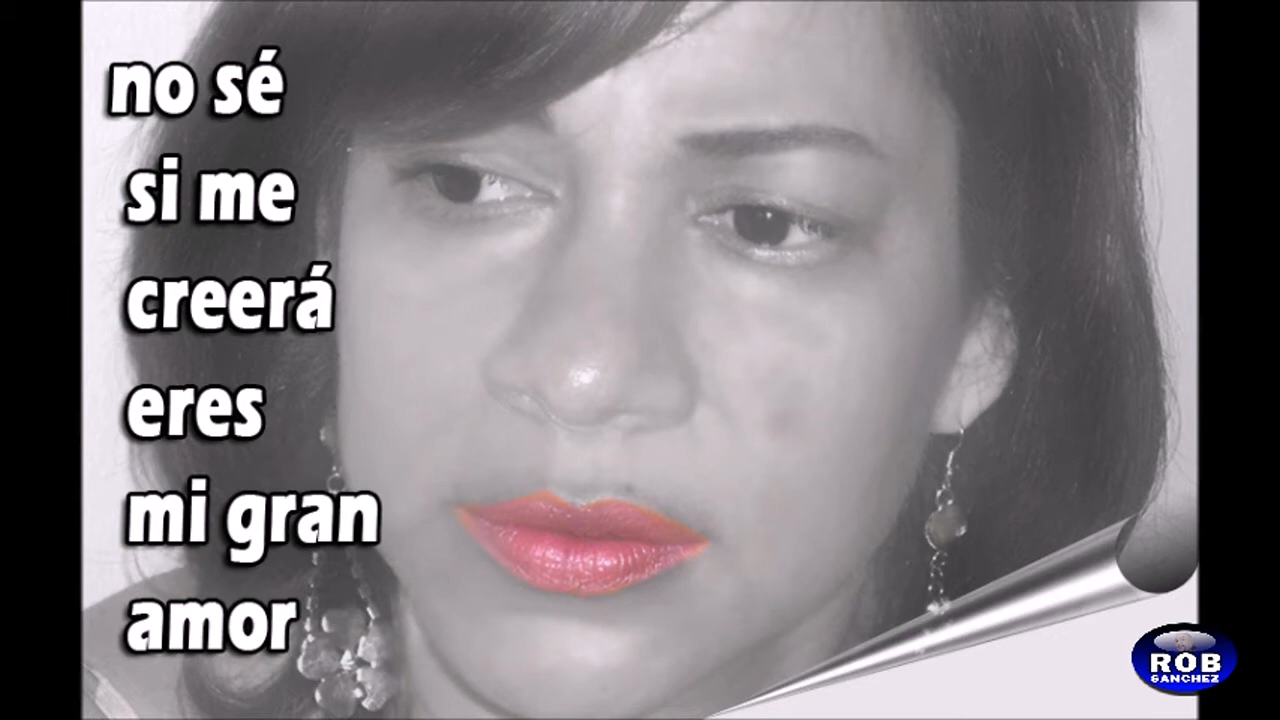 no sé
si me
creerá
eres
mi gran
amor
ROB
SANCHEZ